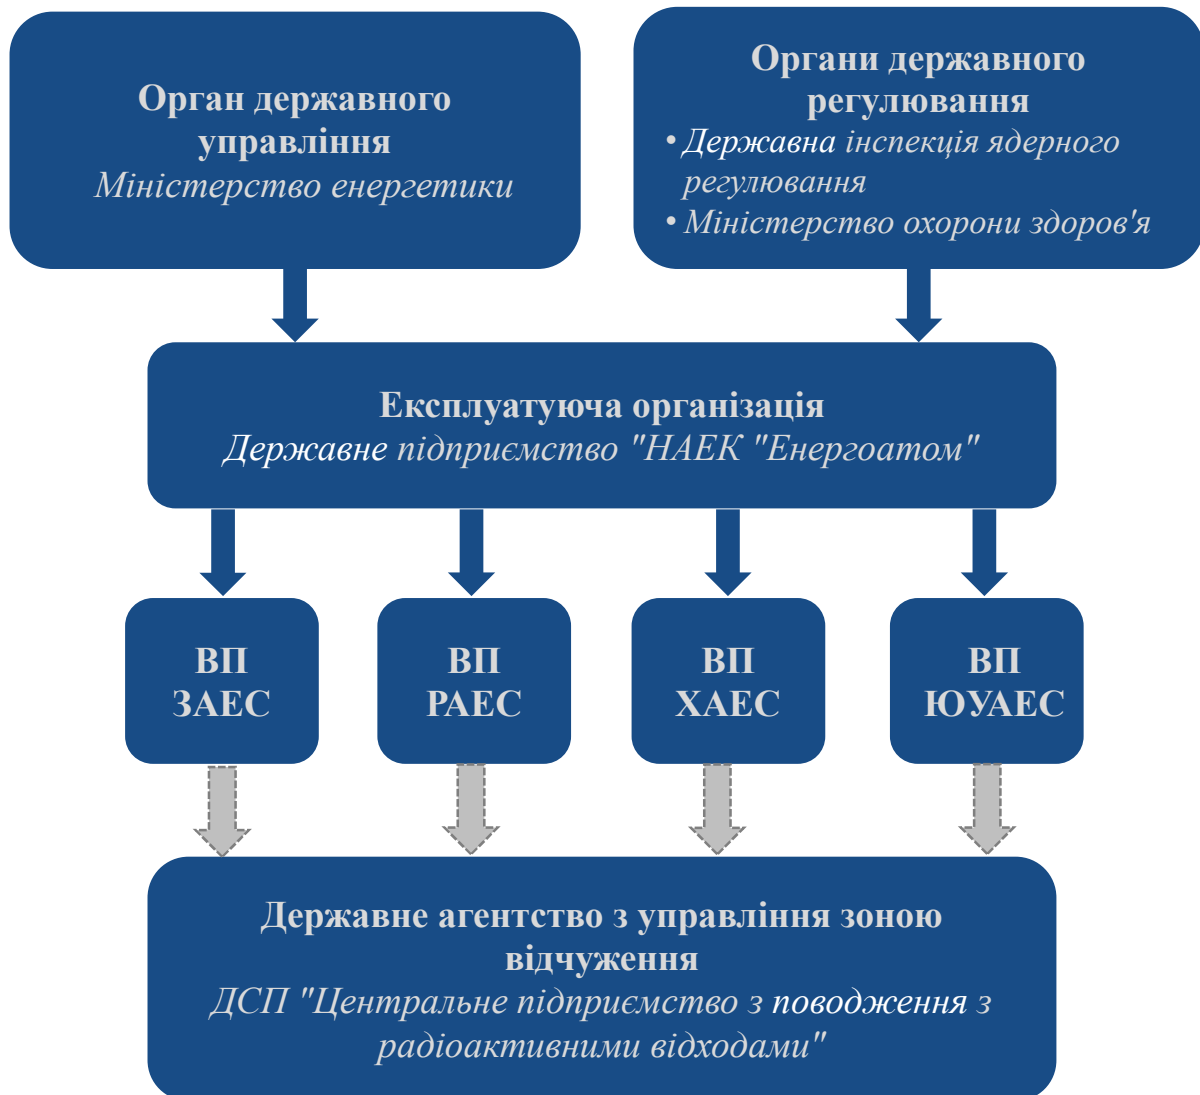 Орган державного
управління
Міністерство енергетики
Органи державного
регулювання
• Державна інспекція ядерного
регулювання
• Міністерство охорони здоров'я
Експлуатуюча організація
Державне підприємство "НАЕК "Енергоатом"
ВП
ЗАЕС
ВП
РАЕС
ВП
ХАЕС
ВП
ЮУАЕС
Державне агентство з управління зоною
відчуження
ДСП "Центральне підприємство з поводження з
радіоактивними відходами"